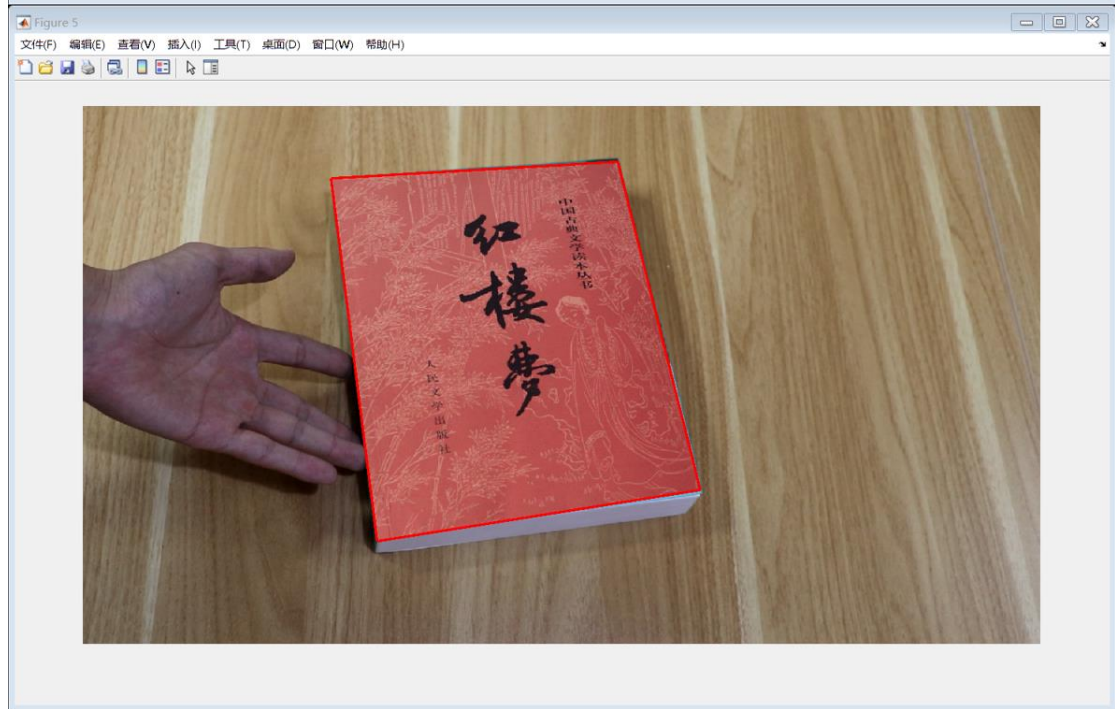 Figure 5
文件(F) 编辑(E) 查看(V) 插入(I) 工具(T) 桌面(D) 窗口(W) 帮助(H)
中国古典文学读本丛书
红楼梦
人民文学出版社